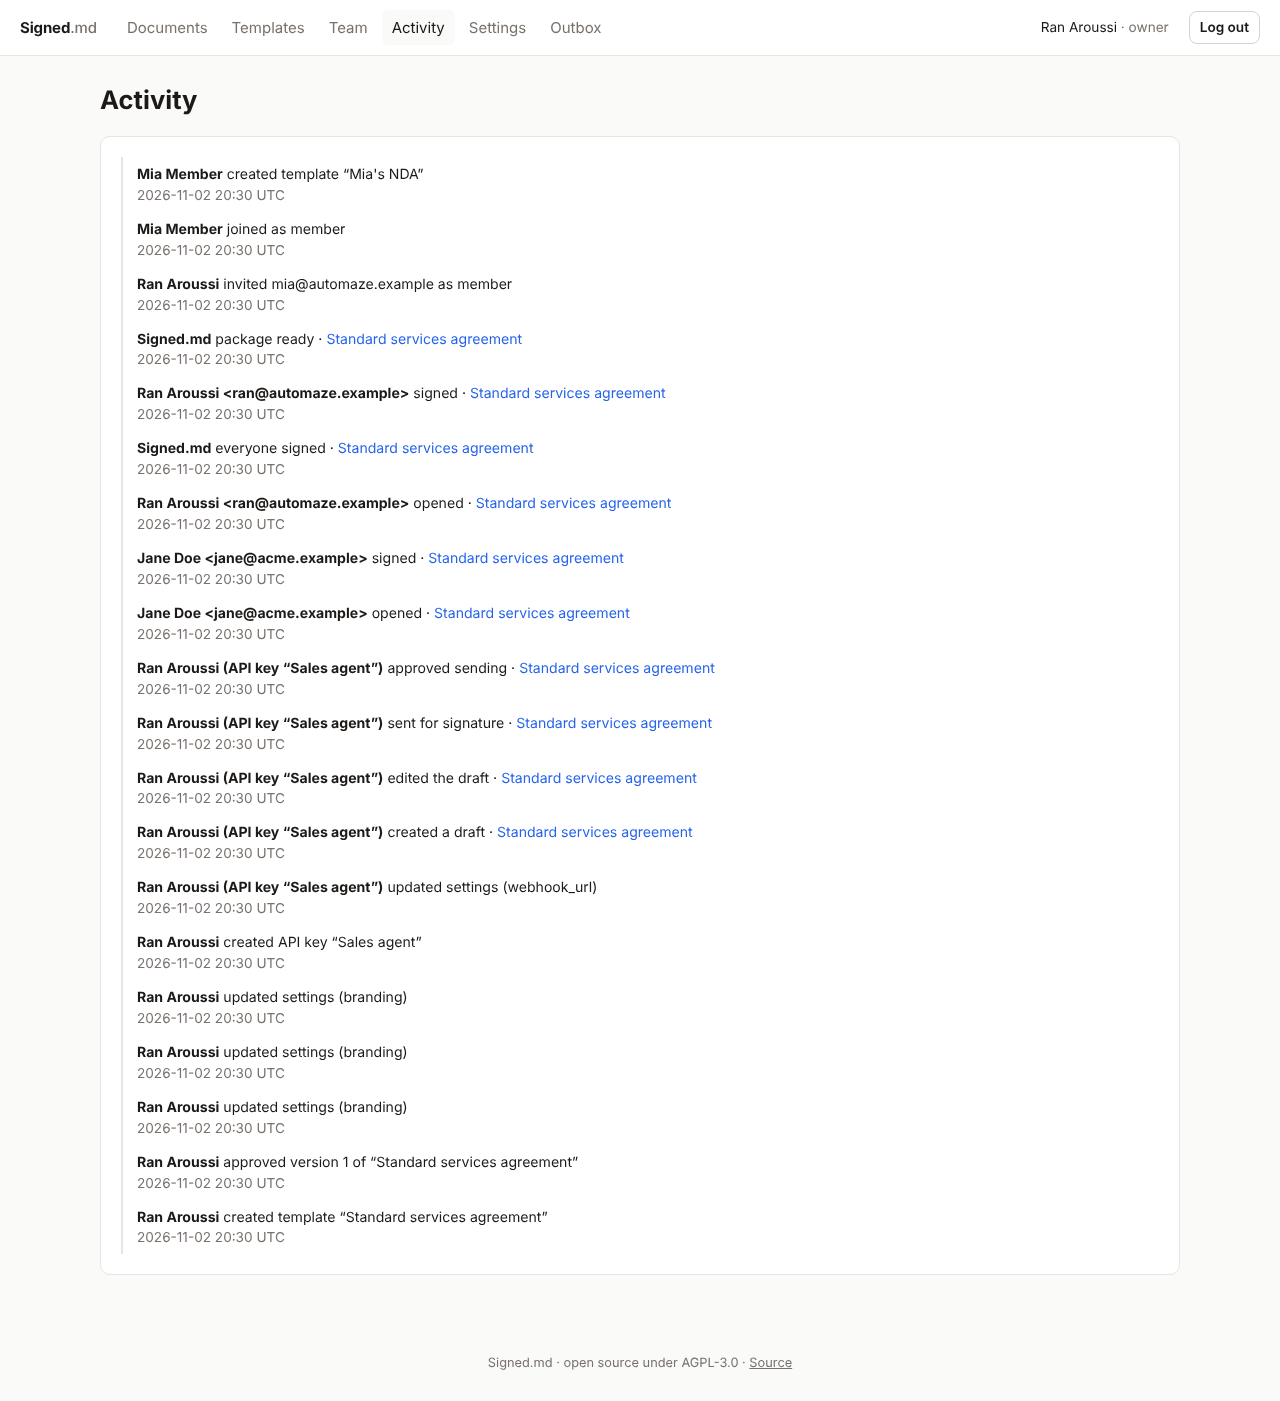 Signed.md Documents Templates Team Activity Settings Outbox Ran Aroussi · owner Log out
Activity
Mia Member created template “Mia's NDA”
2026-11-02 20:30 UTC
Mia Member joined as member
2026-11-02 20:30 UTC
Ran Aroussi invited mia@automaze.example as member
2026-11-02 20:30 UTC
Signed.md package ready · Standard services agreement
2026-11-02 20:30 UTC
Ran Aroussi <ran@automaze.example> signed · Standard services agreement
2026-11-02 20:30 UTC
Signed.md everyone signed · Standard services agreement
2026-11-02 20:30 UTC
Ran Aroussi <ran@automaze.example> opened · Standard services agreement
2026-11-02 20:30 UTC
Jane Doe <jane@acme.example> signed · Standard services agreement
2026-11-02 20:30 UTC
Jane Doe <jane@acme.example> opened · Standard services agreement
2026-11-02 20:30 UTC
Ran Aroussi (API key “Sales agent”) approved sending · Standard services agreement
2026-11-02 20:30 UTC
Ran Aroussi (API key “Sales agent”) sent for signature · Standard services agreement
2026-11-02 20:30 UTC
Ran Aroussi (API key “Sales agent”) edited the draft · Standard services agreement
2026-11-02 20:30 UTC
Ran Aroussi (API key “Sales agent”) created a draft · Standard services agreement
2026-11-02 20:30 UTC
Ran Aroussi (API key “Sales agent”) updated settings (webhook_url)
2026-11-02 20:30 UTC
Ran Aroussi created API key “Sales agent”
2026-11-02 20:30 UTC
Ran Aroussi updated settings (branding)
2026-11-02 20:30 UTC
Ran Aroussi updated settings (branding)
2026-11-02 20:30 UTC
Ran Aroussi updated settings (branding)
2026-11-02 20:30 UTC
Ran Aroussi approved version 1 of “Standard services agreement”
2026-11-02 20:30 UTC
Ran Aroussi created template “Standard services agreement”
2026-11-02 20:30 UTC
Signed.md · open source under AGPL-3.0 · Source